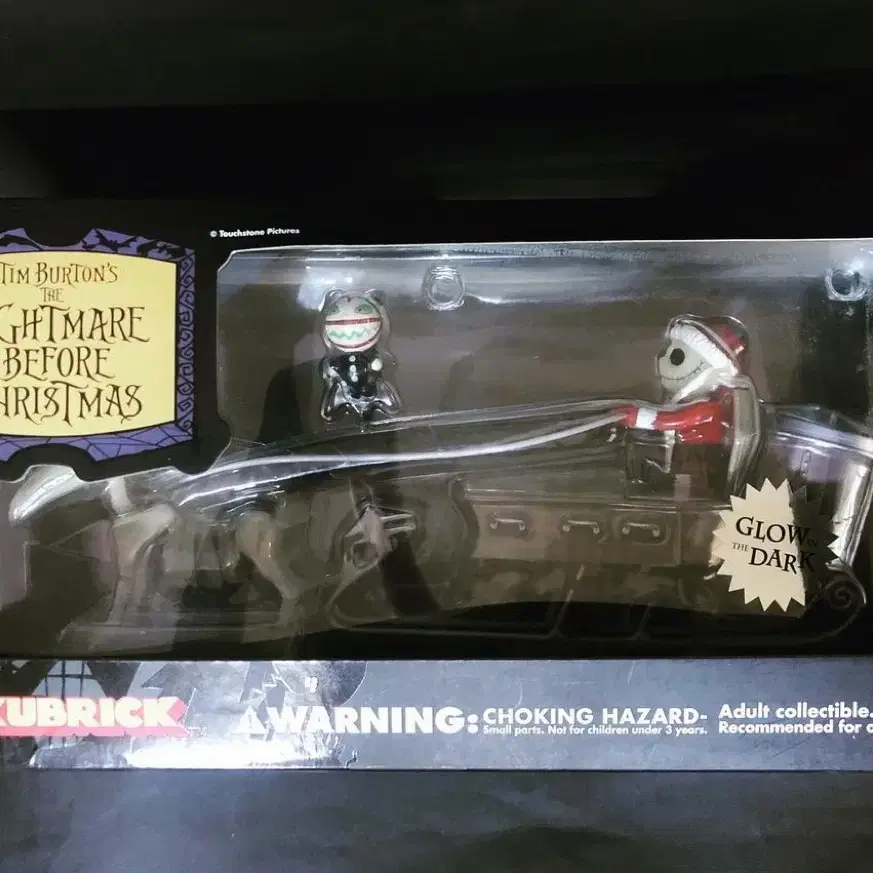 © Touchstone Pictures
TIM BURTON'S
THE
GHTMARE
BEFORE
HRISTMAS
GLOW IN
THE DARK
KUBRICK
WARNING: CHOKING HAZARD- Adult collectible.
Small parts. Not for children under 3 years. Recommended for a